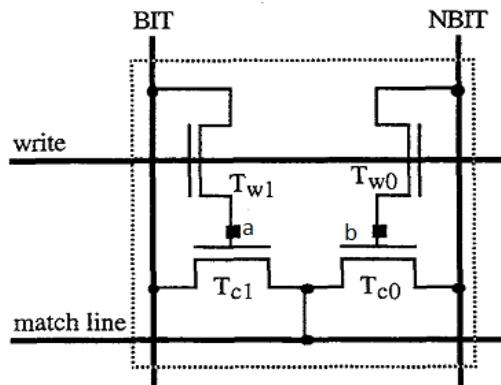 BIT NBIT
write
Tw1 Tw0
a b
Tc1 Tc0
match line